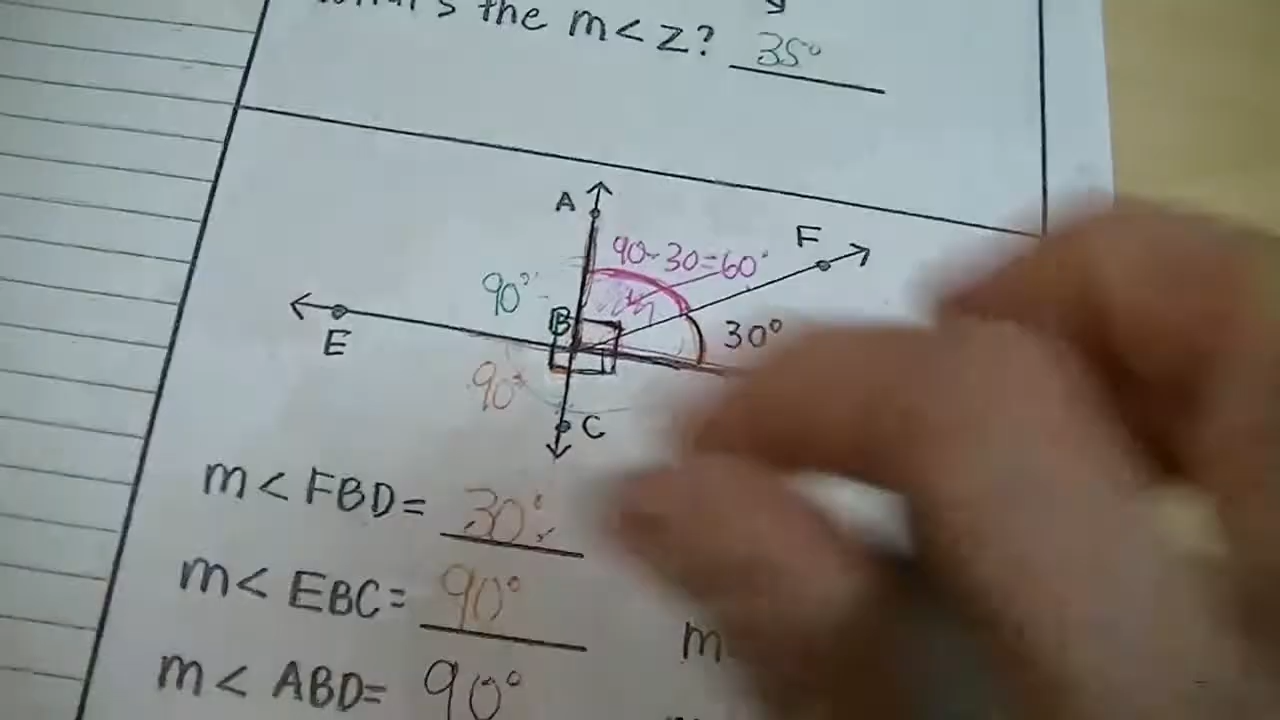 the m<z? 35°
A
90-30=60°
F
90°
B
E
30°
90°
C
m<FBD= 30°
m<EBC= 90°
m
m<ABD= 90°